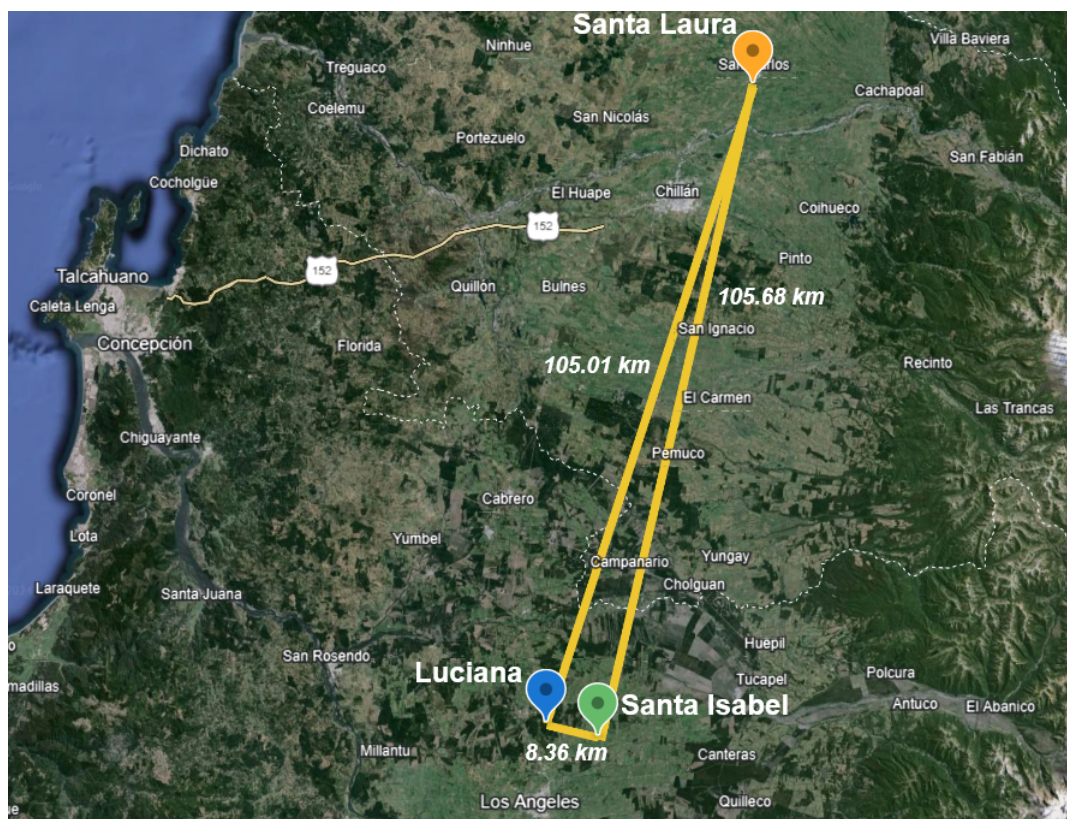 Santa Laura
Ninhue
Villa Baviera
Treguaco
Cachapoal
Coelemu
San Nicolás
Portezuelo
Dichato
San Fabián
Cocholgüe
El Huape
Chillán
Coihueco
152
152
Pinto
Talcahuano
Quillón
Bulnes
105.68 km
Caleta Lenga
San Ignacio
Concepción
Florida
105.01 km
Recinto
El Carmen
Las Trancas
Chiguayante
Pemuco
Coronel
Cabrero
Lota
Yumbel
Yungay
Campanario
Cholguan
Laraquete
Santa Juana
Huepil
San Rosendo
Luciana
Polcura
Tucapel
madillas
Santa Isabel
Antuco
El Abanico
Millantu
8.36 km
Canteras
Los Angeles
Quilleco